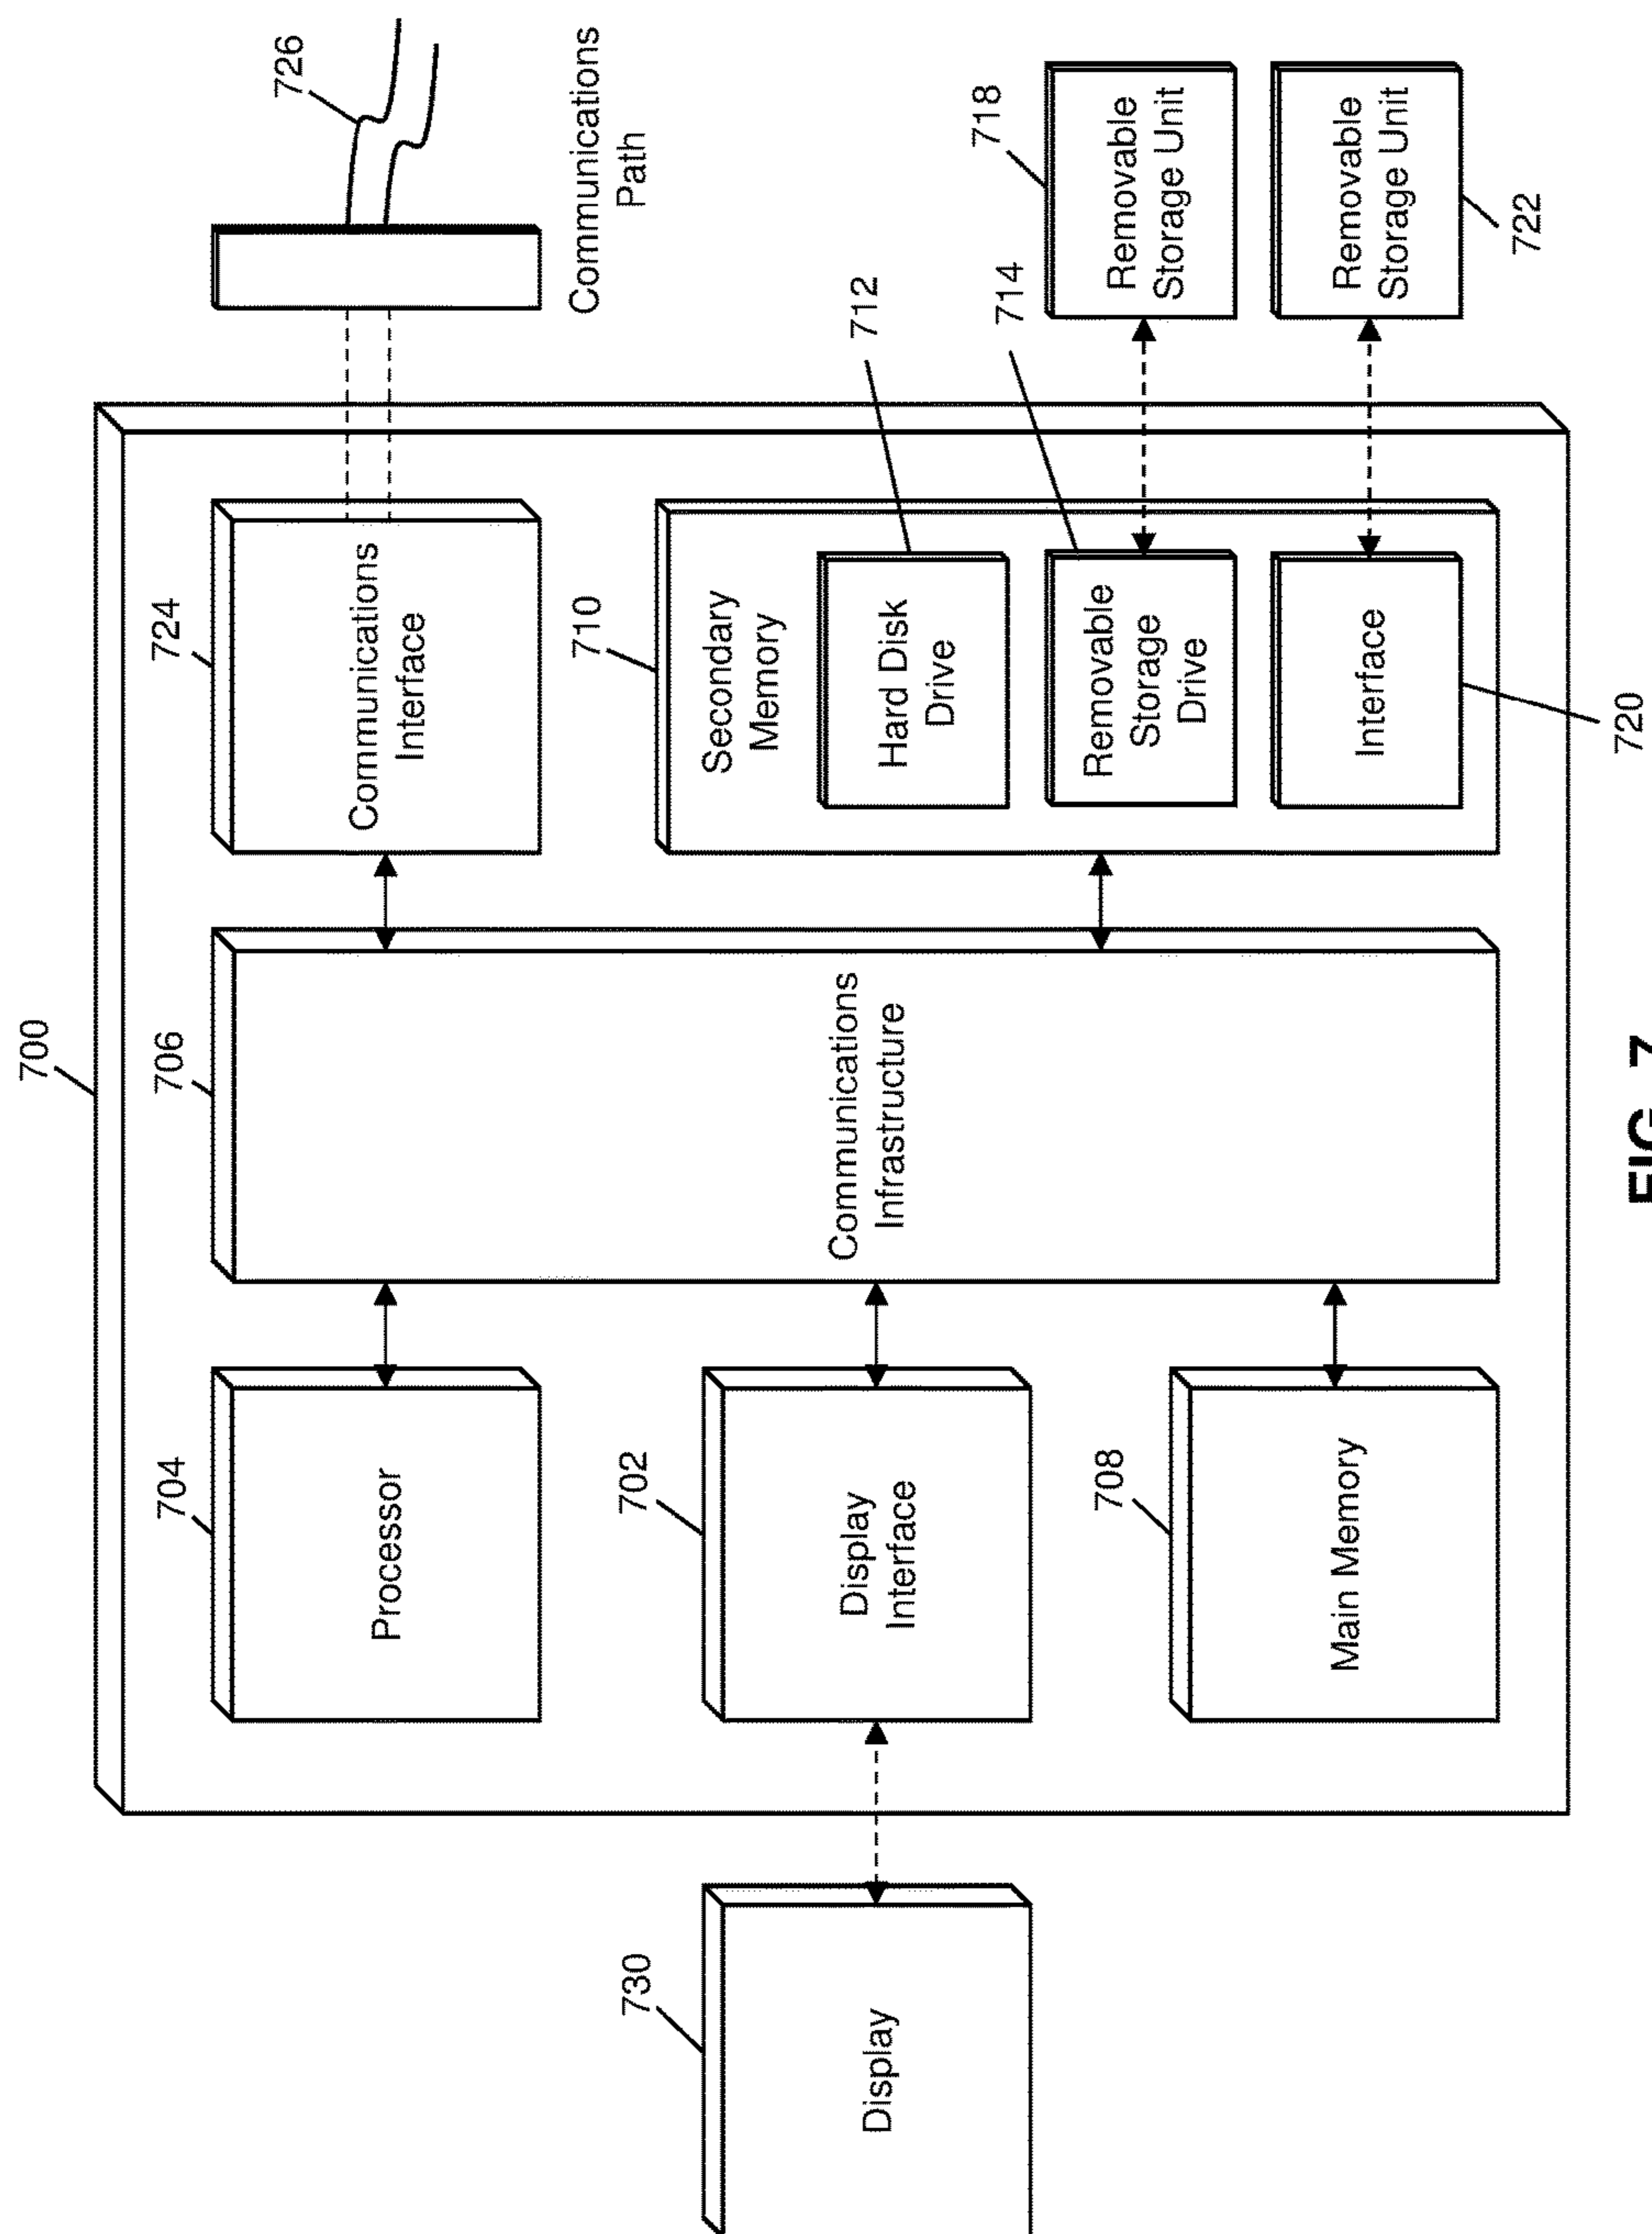 700
704
Processor
706
Communications
Infrastructure
724
Communications
Interface
726
Communications
Path
730
Display
702
Display
Interface
708
Main Memory
710
Secondary
Memory
712
Hard Disk
Drive
714
Removable
Storage
Drive
718
Removable
Storage Unit
Interface
720
Removable
Storage Unit
722
FIG. 7